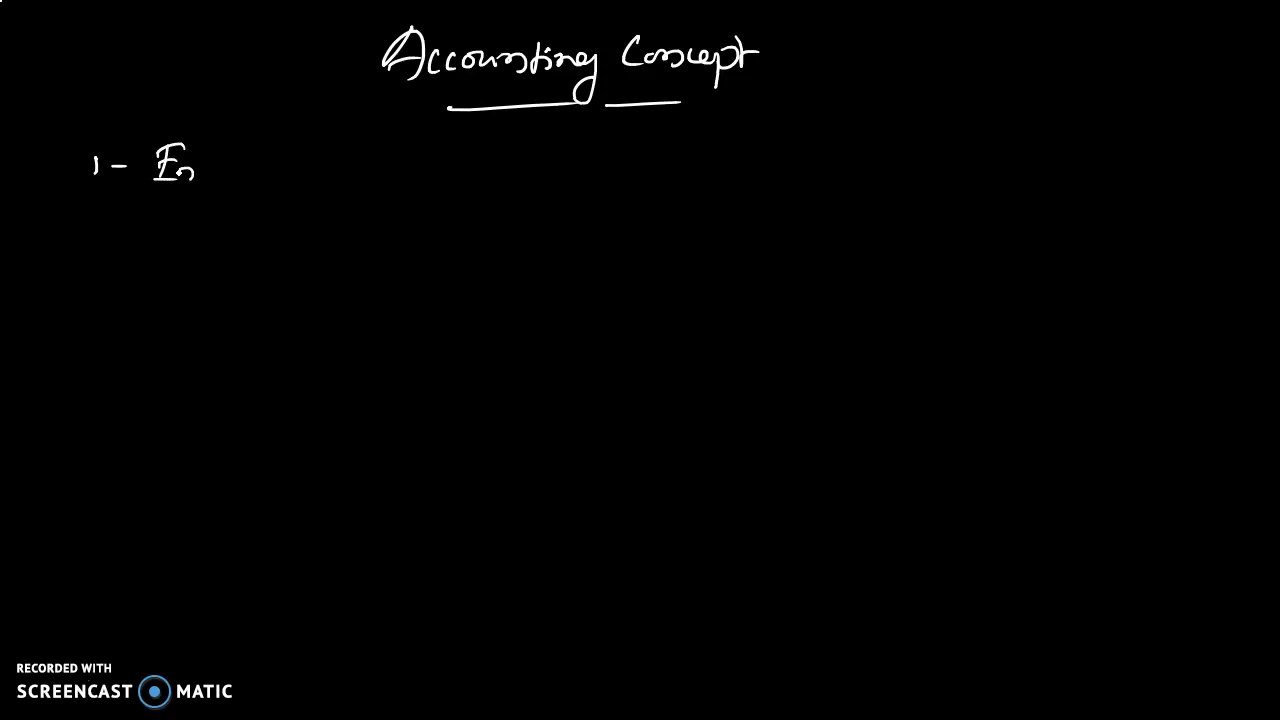 Accounting Concept
1 - En
RECORDED WITH
SCREENCAST MATIC